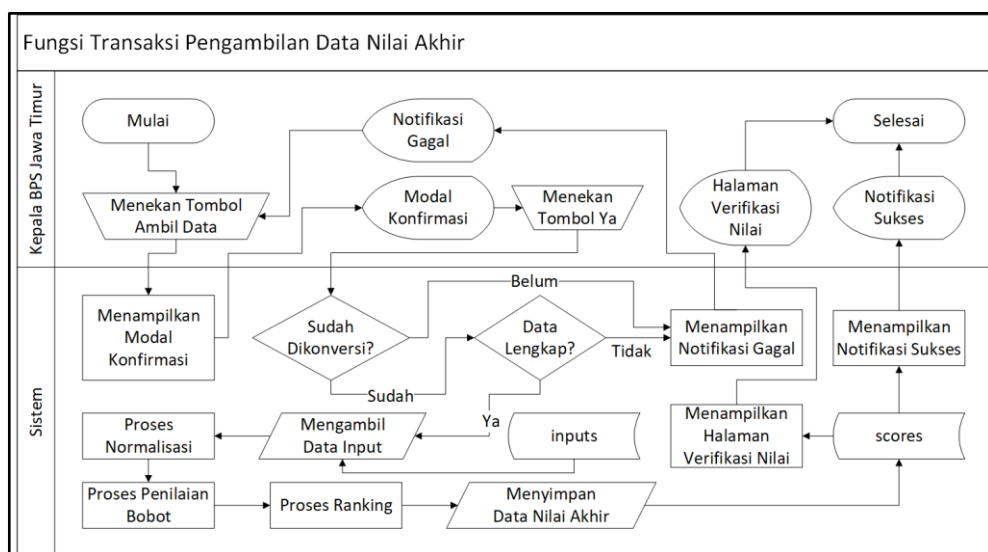 Fungsi Transaksi Pengambilan Data Nilai Akhir
Kepala BPS Jawa Timur
Mulai
Notifikasi
Gagal
Selesai
Menekan Tombol
Ambil Data
Modal
Konfirmasi
Menekan
Tombol Ya
Halaman
Verifikasi
Nilai
Notifikasi
Sukses
Sistem
Menampilkan
Modal
Konfirmasi
Sudah
Dikonversi?
Belum
Sudah
Data
Lengkap?
Tidak
Ya
Menampilkan
Notifikasi Gagal
Menampilkan
Notifikasi Sukses
Proses
Normalisasi
Mengambil
Data Input
inputs
Menampilkan
Halaman
Verifikasi Nilai
scores
Proses Penilaian
Bobot
Proses Ranking
Menyimpan
Data Nilai Akhir